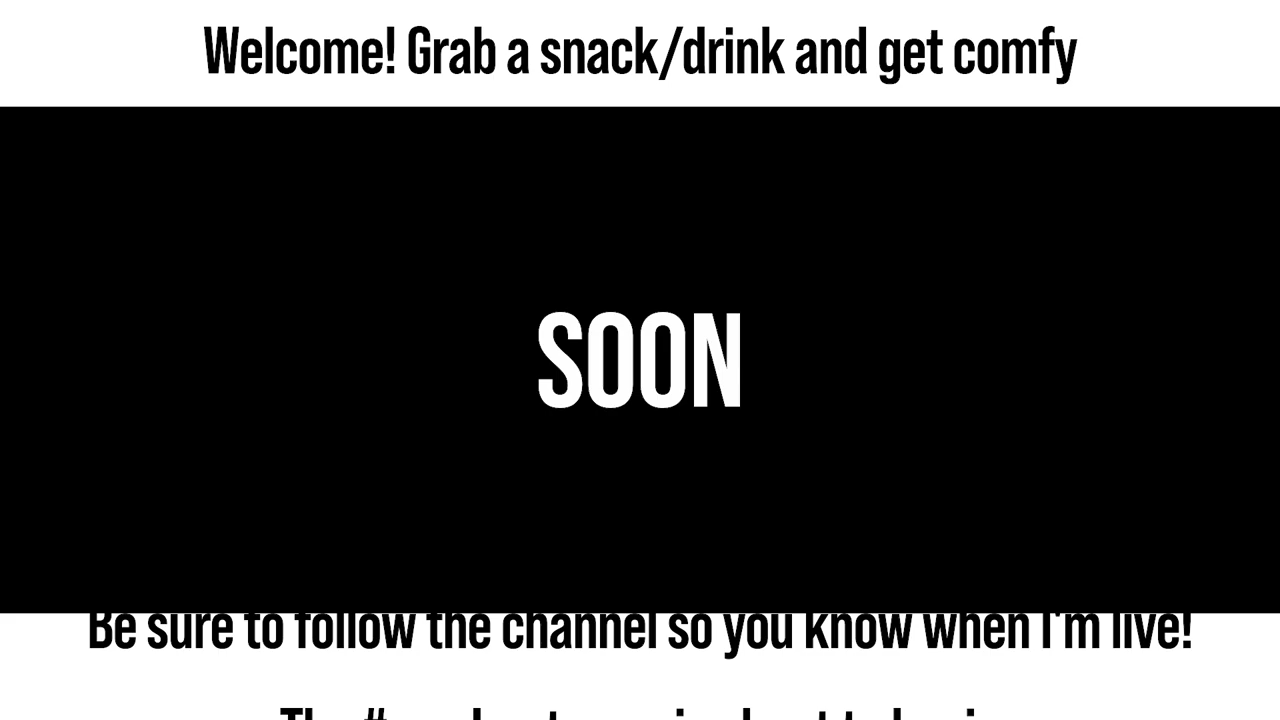 Welcome! Grab a snack/drink and get comfy
SOON
Be sure to follow the channel so you know when I'm live!
The